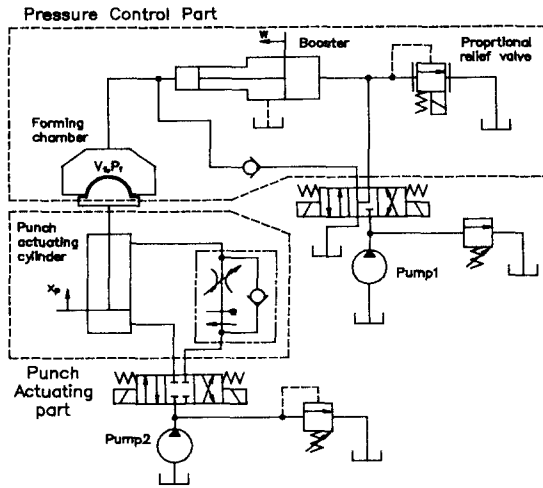 Pressure Control Part
W
Booster
Proprtional
relief valve
Forming
chamber
V₁,P₁
Punch
actuating
cylinder
Xp
Pump1
Punch
Actuating
part
Pump2